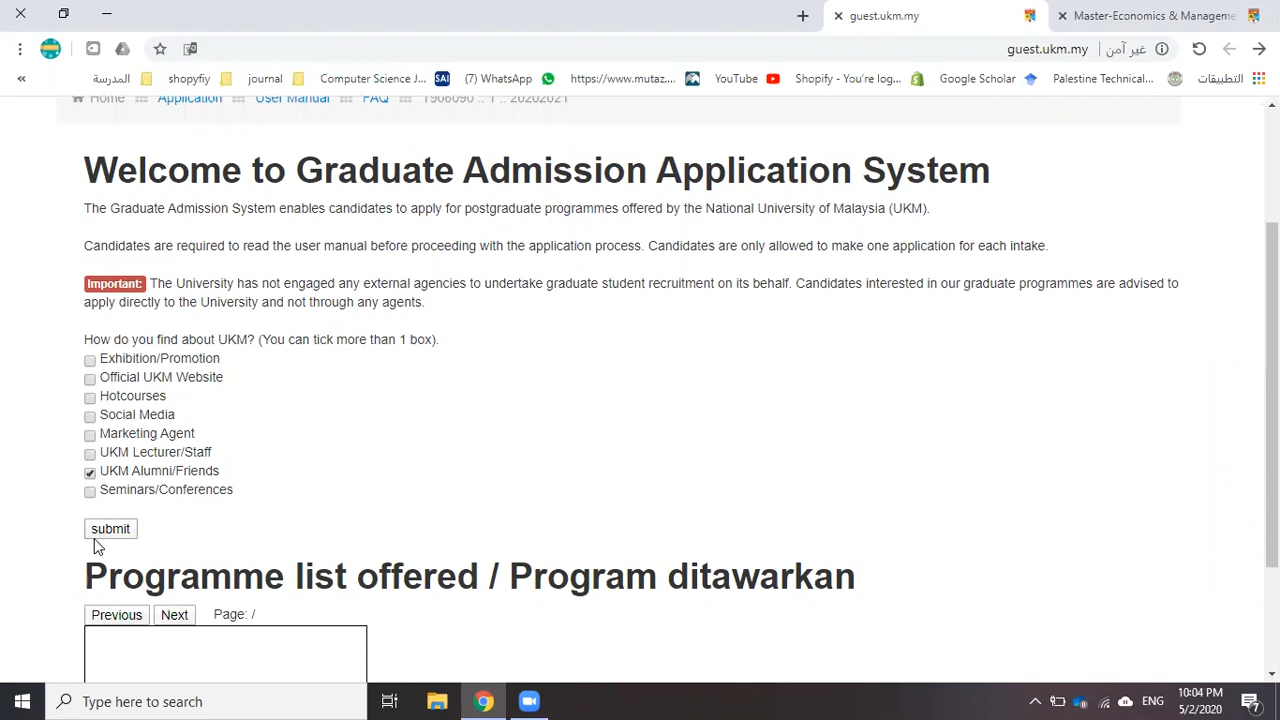 guest.ukm.my
Master-Economics & Manageme
guest.ukm.my
غير آمن
«
المدرسة
shopyfiy
journal
Computer Science J...
SAI
(7) WhatsApp
https://www.mutaz....
YouTube
Shopify - You're log...
Google Scholar
Palestine Technical...
التطبيقات
Home
Application
User Manual
FAQ
1908090 :: 1 :: 20202021
Welcome to Graduate Admission Application System
The Graduate Admission System enables candidates to apply for postgraduate programmes offered by the National University of Malaysia (UKM).
Candidates are required to read the user manual before proceeding with the application process. Candidates are only allowed to make one application for each intake.
Important: The University has not engaged any external agencies to undertake graduate student recruitment on its behalf. Candidates interested in our graduate programmes are advised to
apply directly to the University and not through any agents.
How do you find about UKM? (You can tick more than 1 box).
Exhibition/Promotion
Official UKM Website
Hotcourses
Social Media
Marketing Agent
UKM Lecturer/Staff
UKM Alumni/Friends
Seminars/Conferences
submit
Programme list offered / Program ditawarkan
Previous Next Page: /
Type here to search
ENG
10:04 PM
5/2/2020
7